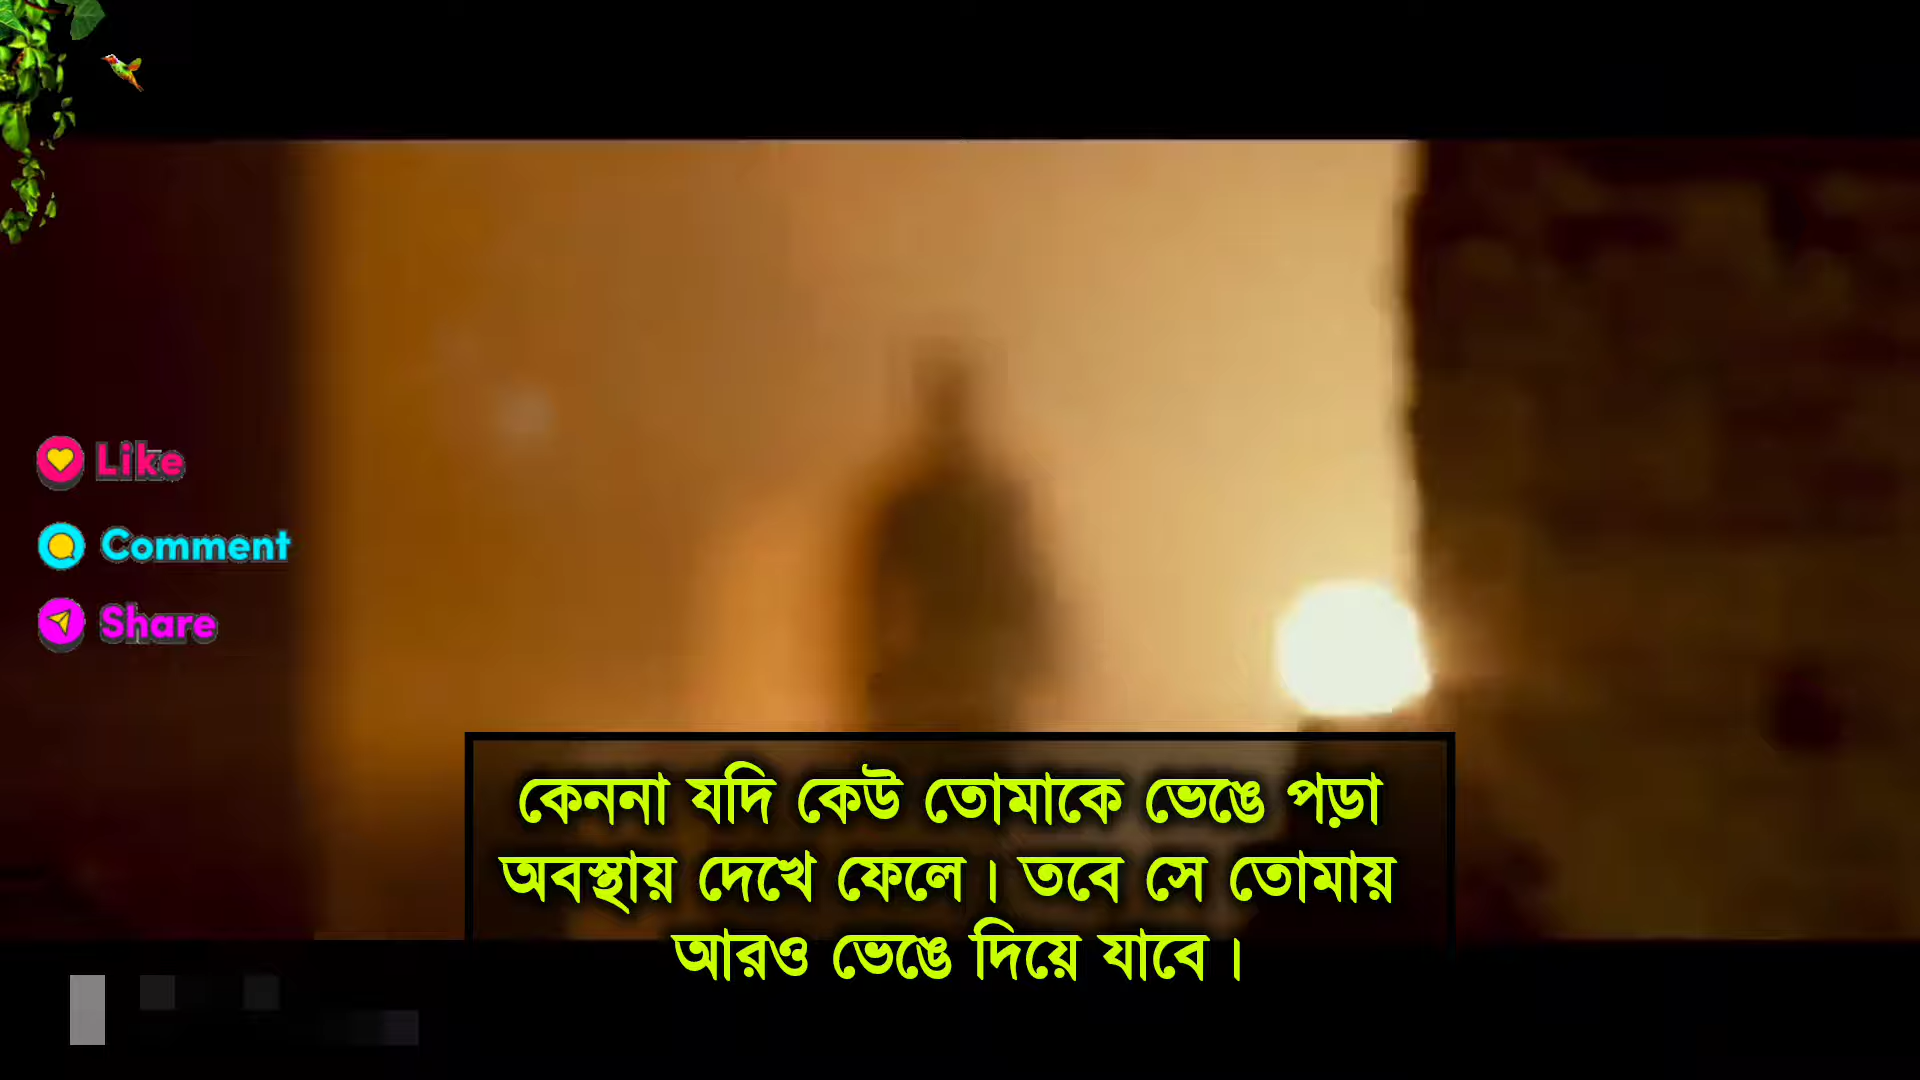 Like
Comment
Share
কেননা যদি কেউ তোমাকে ভেঙে পড়া
অবস্থায় দেখে ফেলে। তবে সে তোমায়
আরও ভেঙে দিয়ে যাবে।